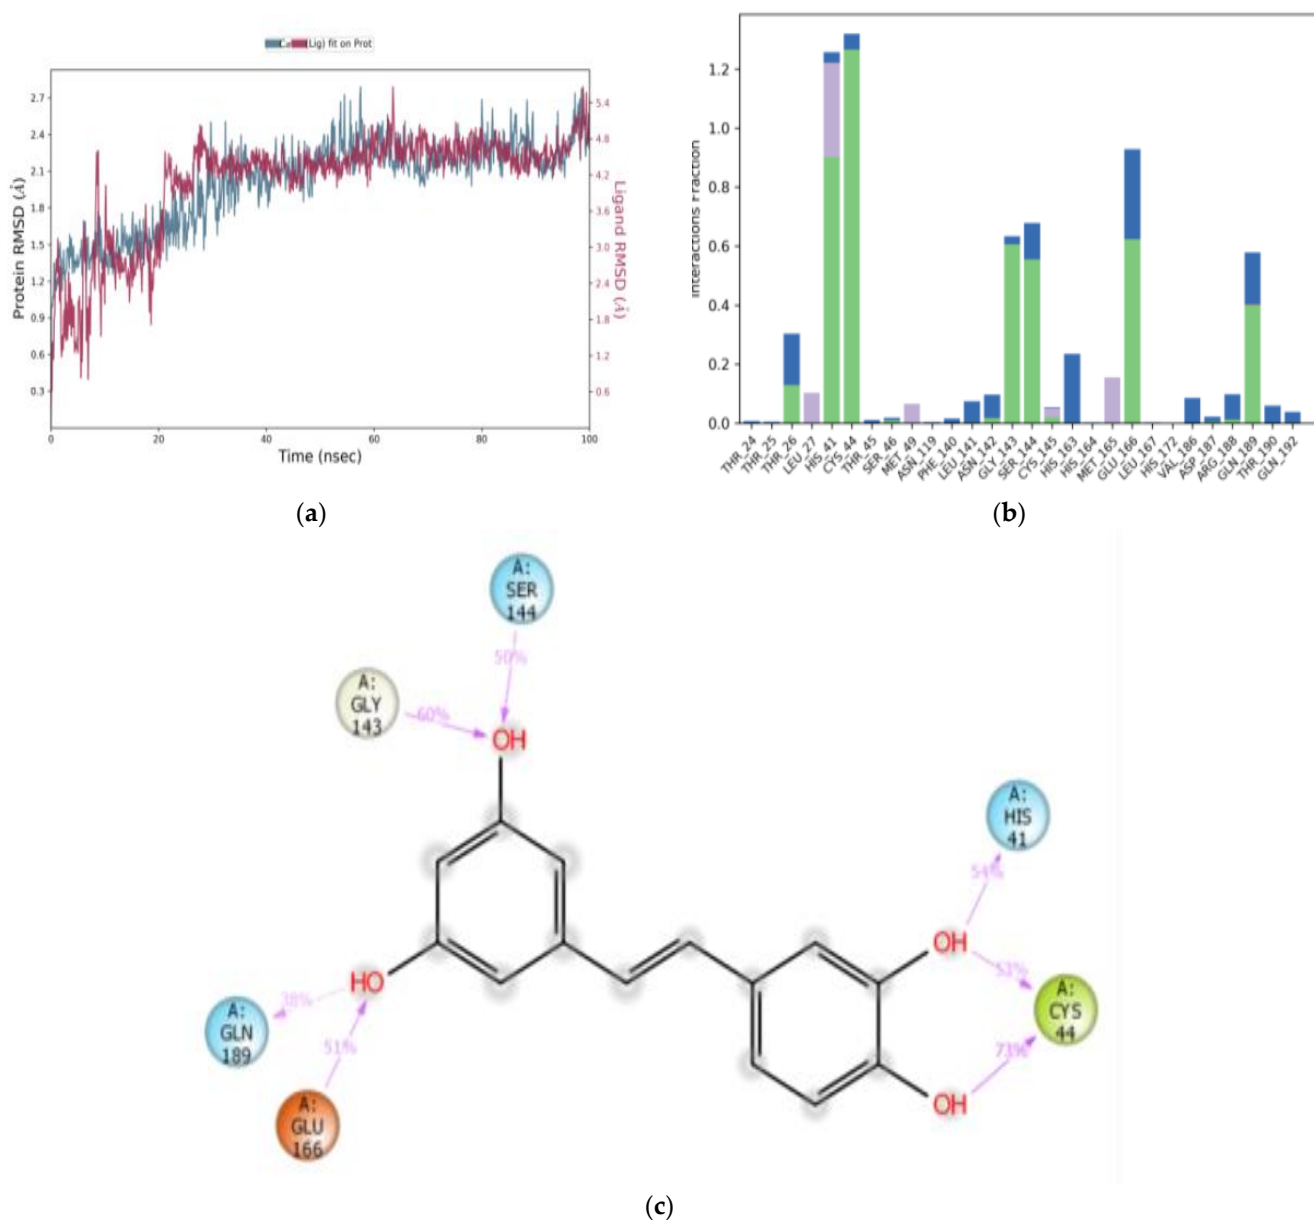 Cα (Lig) fit on Prot
Protein RMSD (Å)
2.7
2.4
2.1
1.8
1.5
1.2
0.9
0.6
0.3
5.4
4.8
4.2
3.6
3.0
2.4
1.8
1.2
0.6
Ligand RMSD (Å)
0 20 40 60 80 100
Time (nsec)
(a)
Interactions Fraction
1.2
1.0
0.8
0.6
0.4
0.2
0.0
THR_24
THR_25
THR_26
LEU_27
HIS_41
CYS_44
THR_45
SER_46
MET_49
ASN_119
PHE_140
LEU_141
ASN_142
GLY_143
SER_144
CYS_145
HIS_163
HIS_164
MET_165
GLU_166
LEU_167
HIS_172
VAL_186
ASP_187
ARG_188
GLN_189
THR_190
GLN_192
(b)
A:
SER
144
50%
A:
GLY
143
60%
OH
A:
HIS
41
54%
OH
A:
CYS
44
73%
OH
HO
38%
A:
GLN
189
51%
A:
GLU
166
(c)